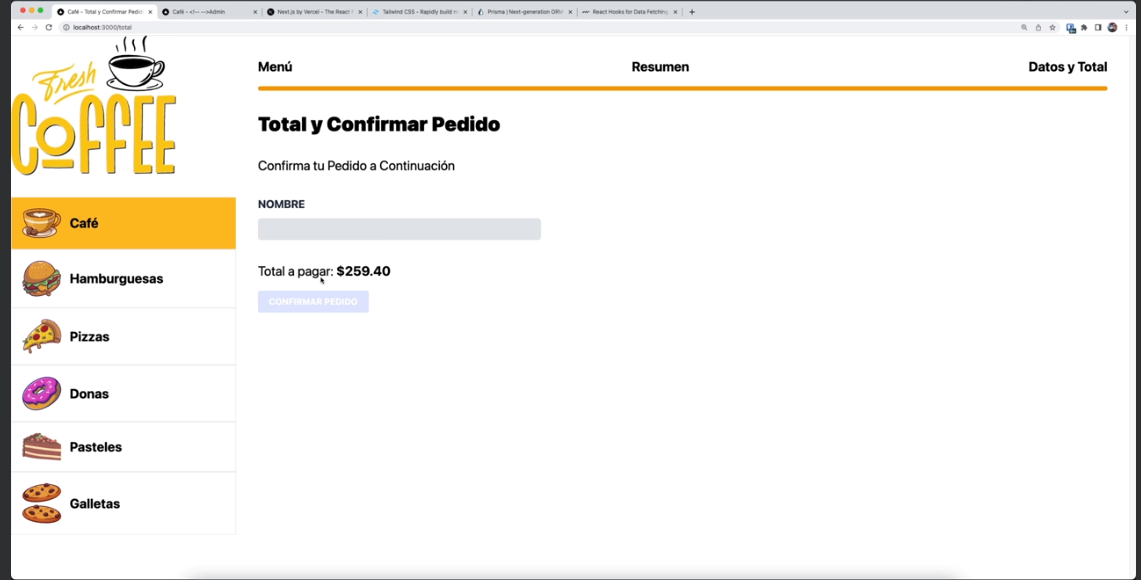 Café - Total y Confirmar Pedid
Café - <!-- -->Admin
Next.js by Vercel - The React F
Tailwind CSS - Rapidly build m
Prisma | Next-generation ORM
React Hooks for Data Fetching
localhost:3000/total
Fresh
COFFEE
Menú
Resumen
Datos y Total
Total y Confirmar Pedido
Confirma tu Pedido a Continuación
NOMBRE
Total a pagar: $259.40
CONFIRMAR PEDIDO
Café
Hamburguesas
Pizzas
Donas
Pasteles
Galletas